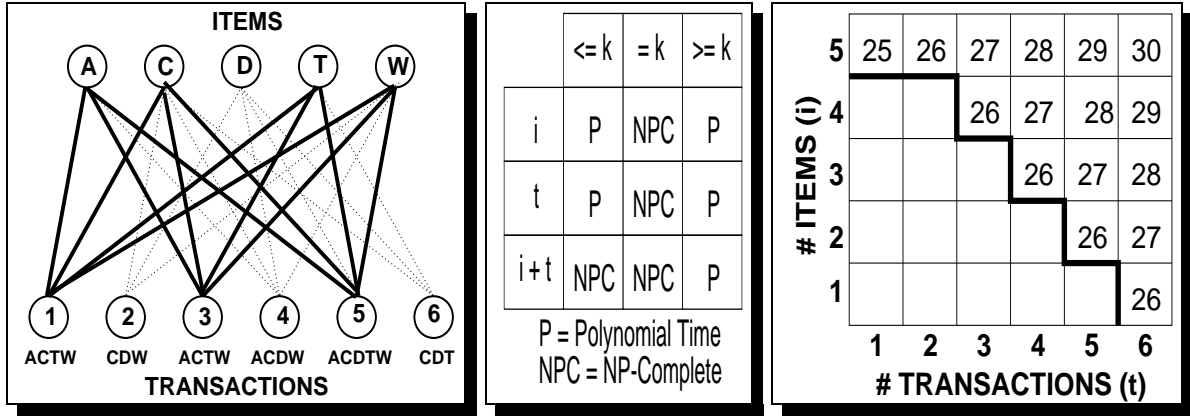 ITEMS
A C D T W
1 2 3 4 5 6
ACTW CDW ACTW ACDW ACDTW CDT
TRANSACTIONS
<= k = k >= k
i P NPC P
t P NPC P
i + t NPC NPC P
P = Polynomial Time
NPC = NP-Complete
# ITEMS (i)
5 25 26 27 28 29 30
4 26 27 28 29
3 26 27 28
2 26 27
1 26
1 2 3 4 5 6
# TRANSACTIONS (t)